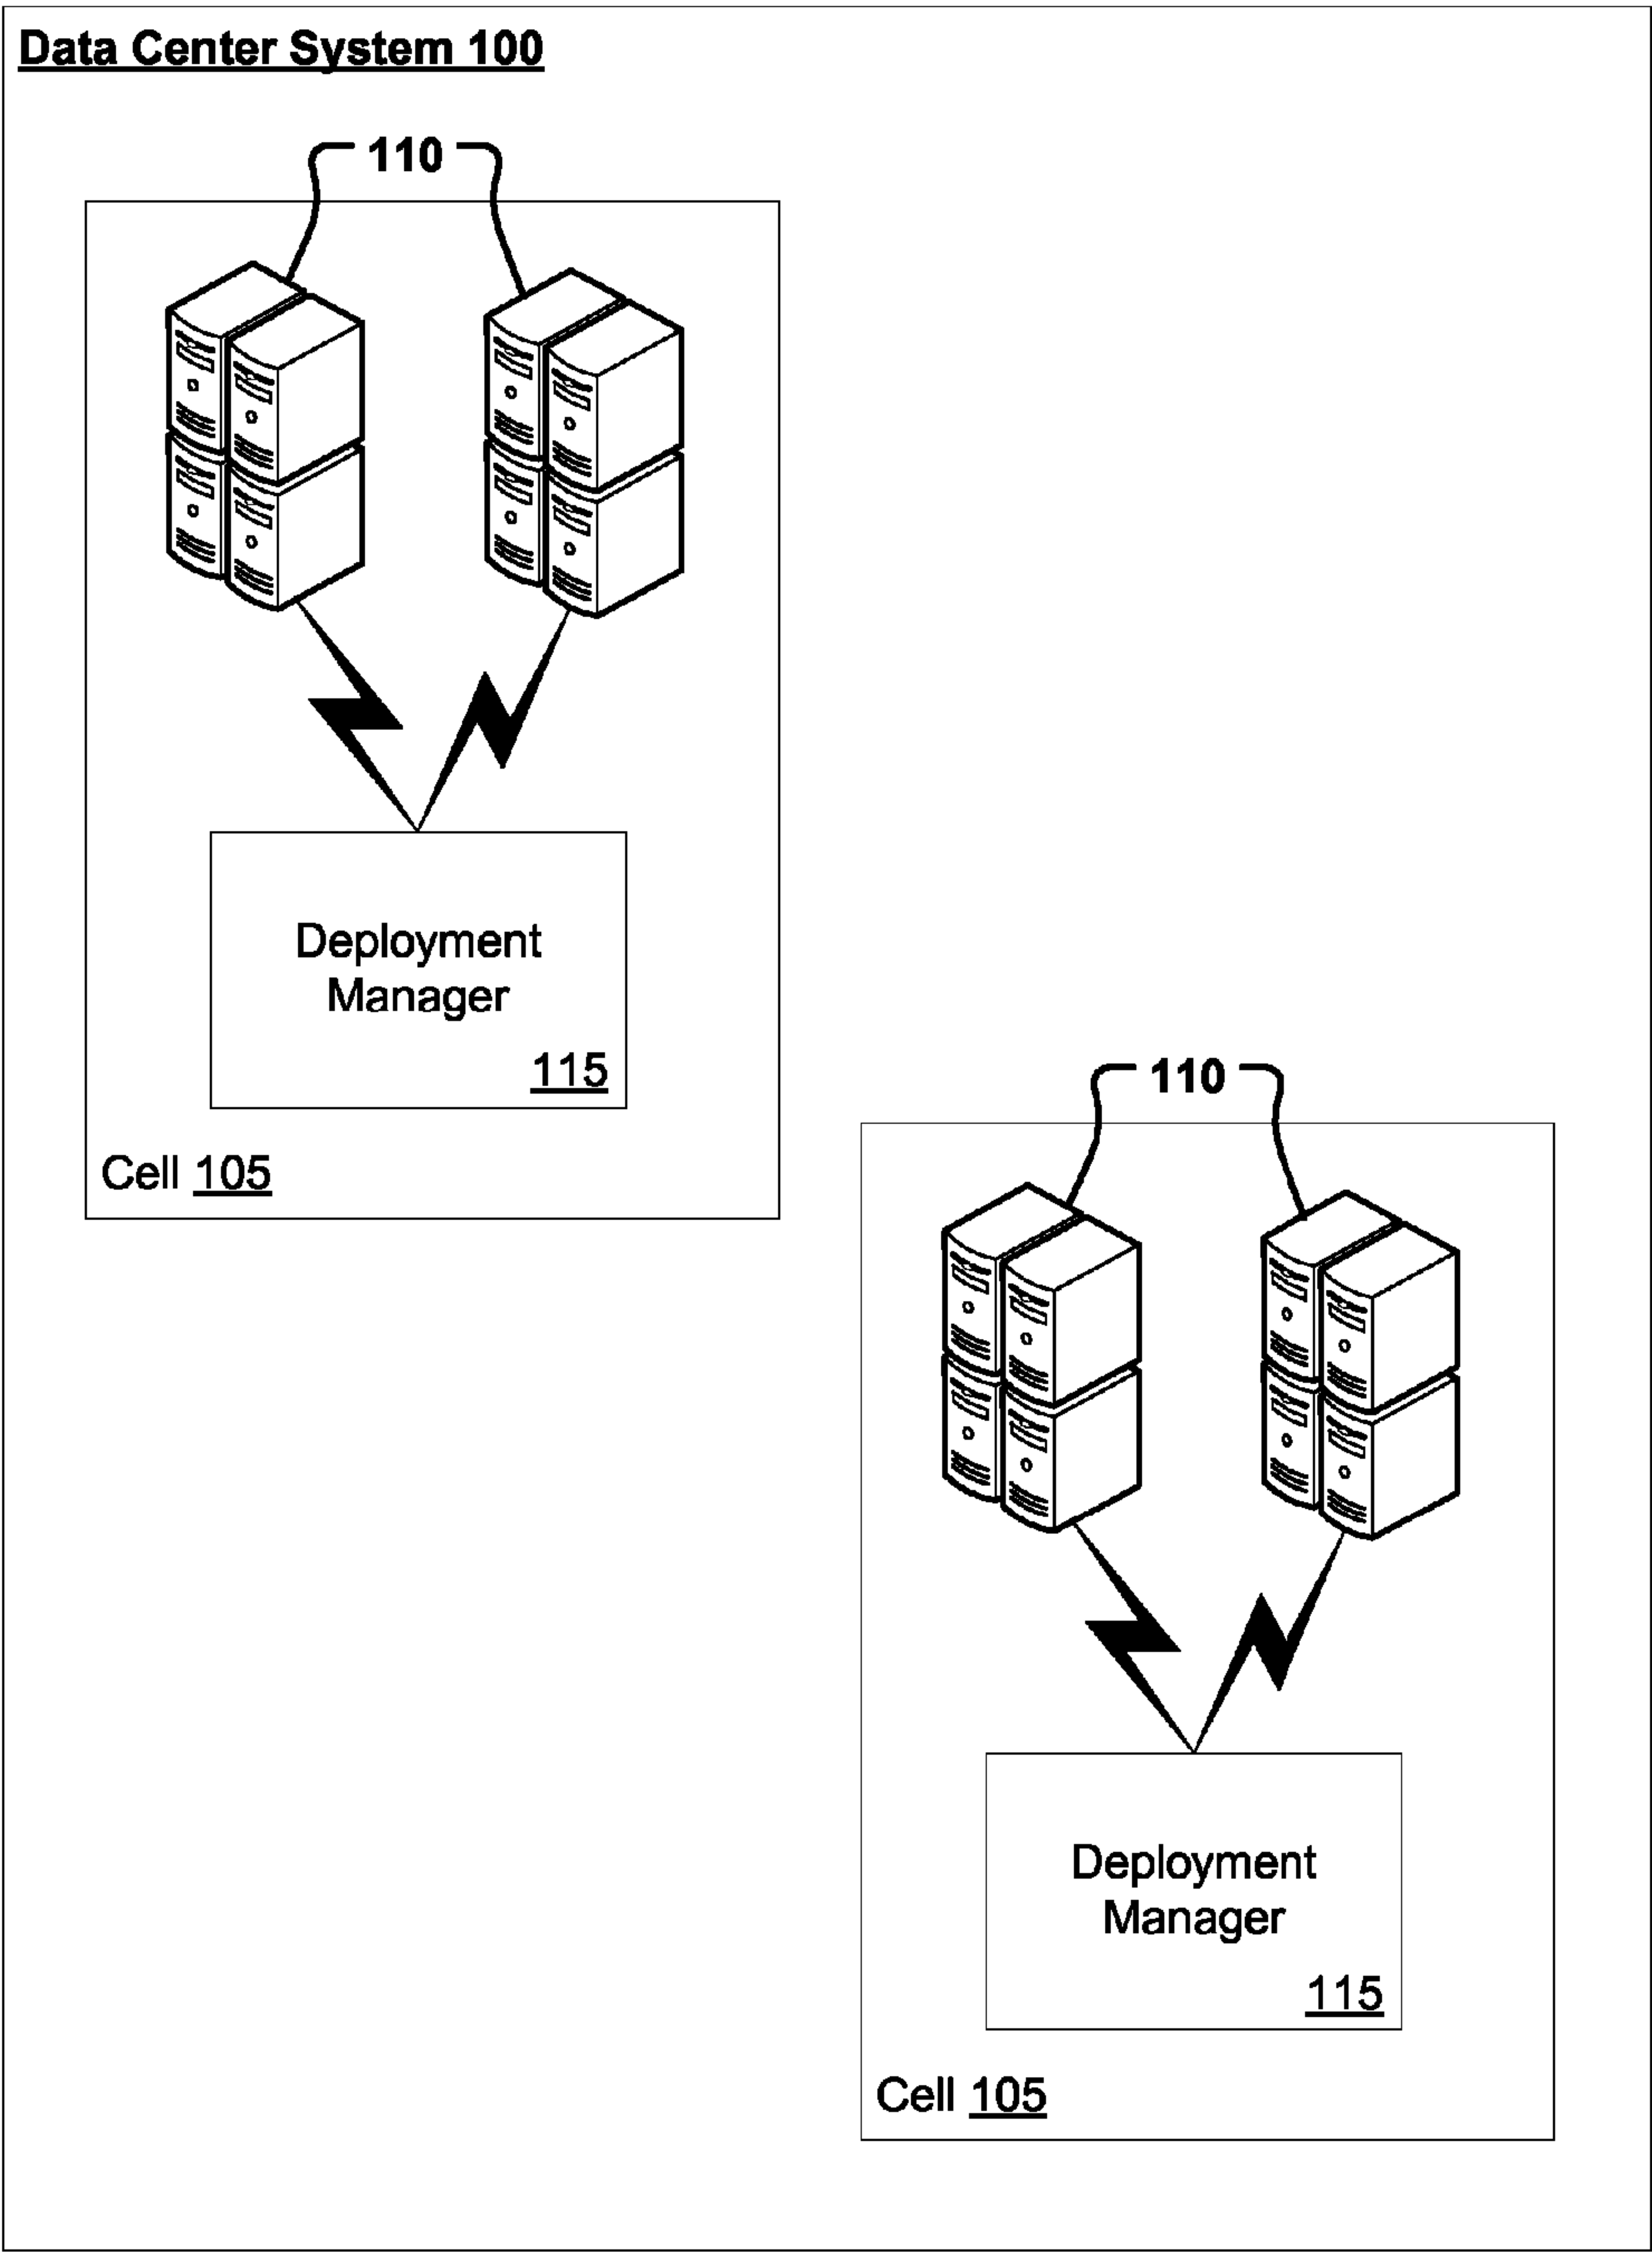 Data Center System 100
110
Deployment
Manager
115
Cell 105
110
Deployment
Manager
115
Cell 105